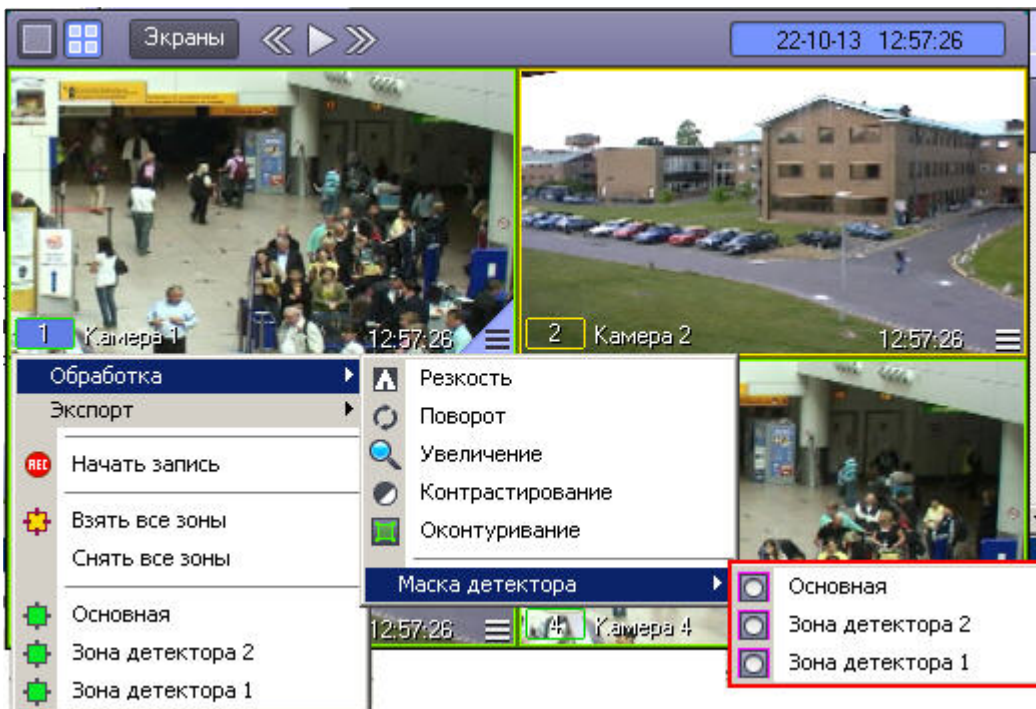 Экраны
22-10-13 12:57:26
1 Камера 1 12:57:26
2 Камера 2 12:57:26
Обработка
Экспорт
REC Начать запись
Взять все зоны
Снять все зоны
Основная
Зона детектора 2
Зона детектора 1
Резкость
Поворот
Увеличение
Контрастирование
Оконтуривание
Маска детектора
Основная
Зона детектора 2
Зона детектора 1
12:57:26
4 Камера 4